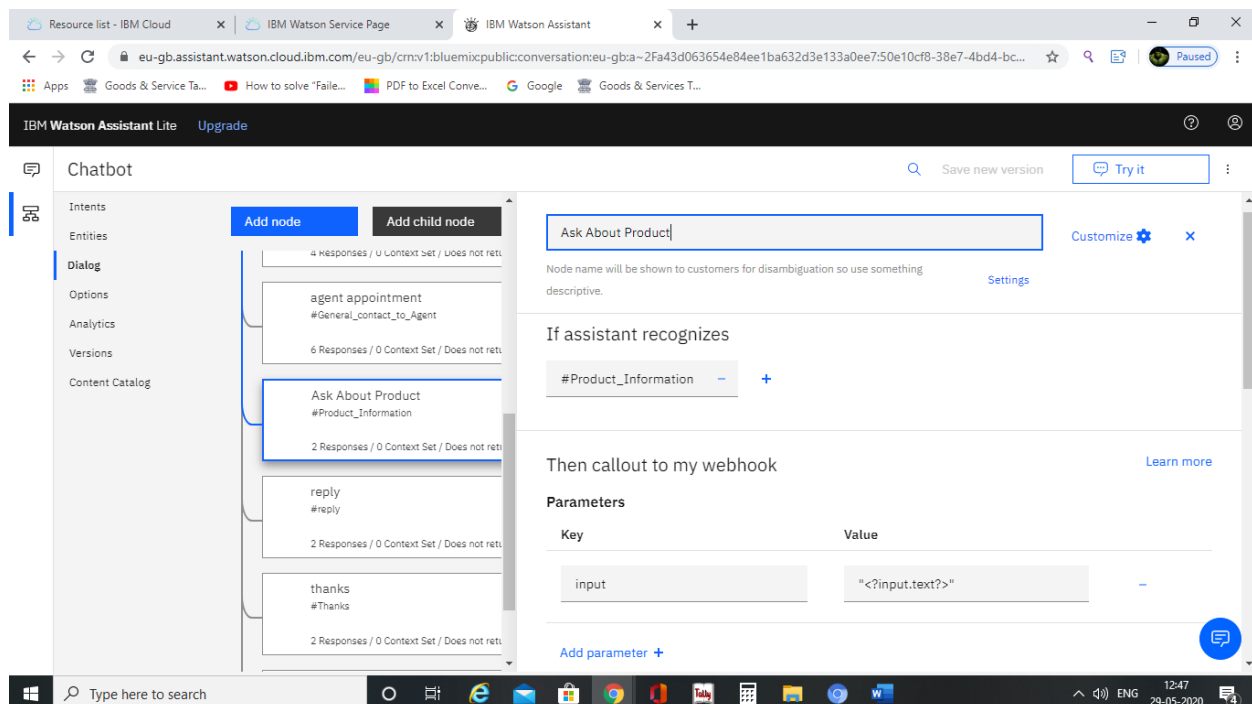 Resource list - IBM Cloud
IBM Watson Service Page
IBM Watson Assistant
eu-gb.assistant.watson.cloud.ibm.com/eu-gb/crn:v1:bluemix:public:conversation:eu-gb:a~2Fa43d063654e84ee1ba632d3e133a0ee7:50e10cf8-38e7-4bd4-bc...
Paused
Apps
Goods & Service Ta...
How to solve "Faile...
PDF to Excel Conve...
Google
Goods & Services T...
IBM Watson Assistant Lite Upgrade
Chatbot
Save new version
Try it
Intents
Entities
Dialog
Options
Analytics
Versions
Content Catalog
Add node
Add child node
4 Responses / 0 Context Set / Does not retu
agent appointment
#General_contact_to_Agent
6 Responses / 0 Context Set / Does not retu
Ask About Product
#Product_Information
2 Responses / 0 Context Set / Does not retu
reply
#reply
2 Responses / 0 Context Set / Does not retu
thanks
#Thanks
2 Responses / 0 Context Set / Does not retu
Ask About Product
Customize
Node name will be shown to customers for disambiguation so use something
descriptive.
Settings
If assistant recognizes
#Product_Information
Then callout to my webhook
Learn more
Parameters
Key Value
input "<?input.text?>"
Add parameter +
Type here to search
Tally
ENG
12:47
29-05-2020
4